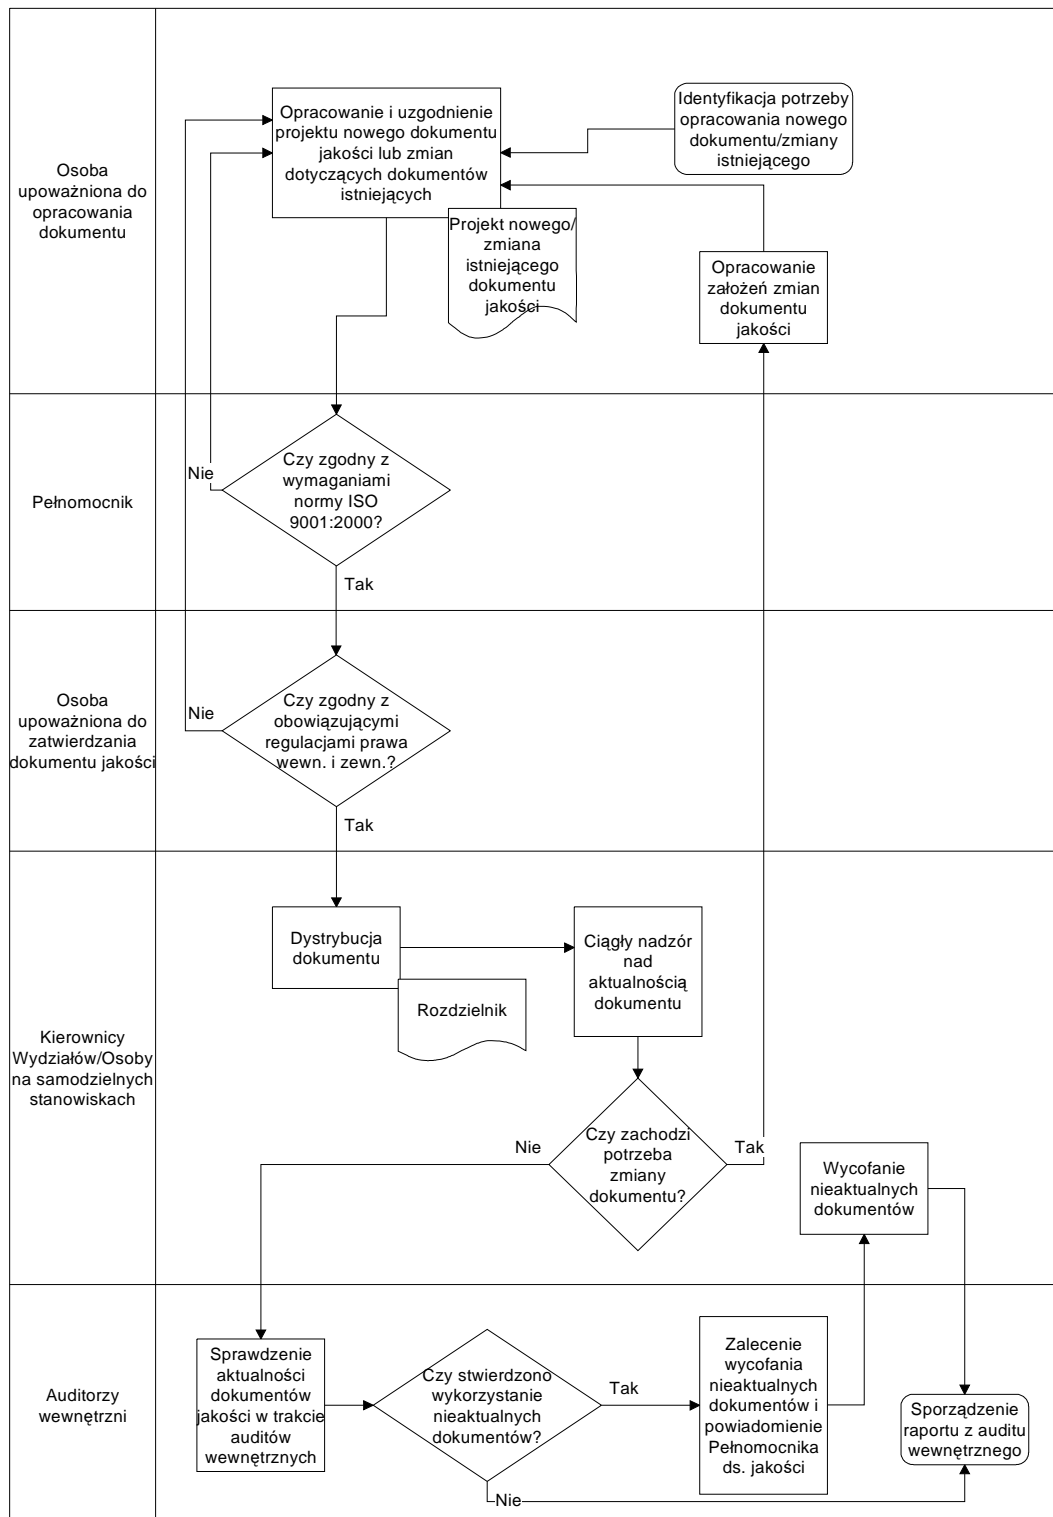 Osoba
upoważniona do
opracowania
dokumentu
Opracowanie i uzgodnienie
projektu nowego dokumentu
jakości lub zmian
dotyczących dokumentów
istniejących
Identyfikacja potrzeby
opracowania nowego
dokumentu/zmiany
istniejącego
Projekt nowego/
zmiana
istniejącego
dokumentu
jakości
Opracowanie
założeń zmian
dokumentu
jakości
Pełnomocnik
Nie
Czy zgodny z
wymaganiami
normy ISO
9001:2000?
Tak
Osoba
upoważniona do
zatwierdzania
dokumentu jakości
Nie
Czy zgodny z
obowiązującymi
regulacjami prawa
wewn. i zewn.?
Tak
Kierownicy
Wydziałów/Osoby
na samodzielnych
stanowiskach
Dystrybucja
dokumentu
Rozdzielnik
Ciągły nadzór
nad
aktualnością
dokumentu
Nie
Czy zachodzi
potrzeba
zmiany
dokumentu?
Tak
Wycofanie
nieaktualnych
dokumentów
Auditorzy
wewnętrzni
Sprawdzenie
aktualności
dokumentów
jakości w trakcie
auditów
wewnętrznych
Czy stwierdzono
wykorzystanie
nieaktualnych
dokumentów?
Tak
Nie
Zalecenie
wycofania
nieaktualnych
dokumentów i
powiadomienie
Pełnomocnika
ds. jakości
Sporządzenie
raportu z auditu
wewnętrznego